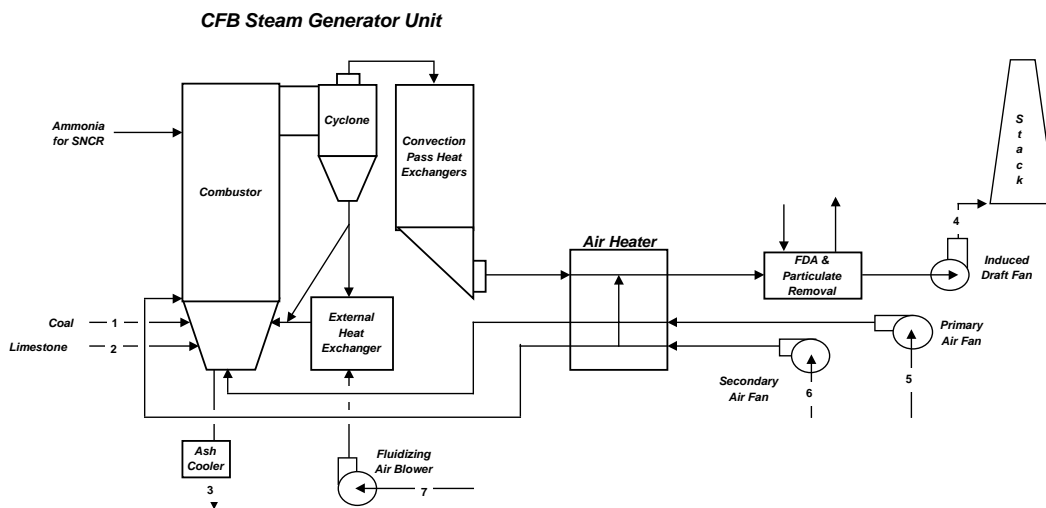 CFB Steam Generator Unit
Ammonia
for SNCR
Combustor
Cyclone
Convection
Pass Heat
Exchangers
S
t
a
c
k
Air Heater
FDA &
Particulate
Removal
4
Induced
Draft Fan
Coal
1
Limestone
2
External
Heat
Exchanger
Primary
Air Fan
5
Secondary
Air Fan
6
Ash
Cooler
3
Fluidizing
Air Blower
7